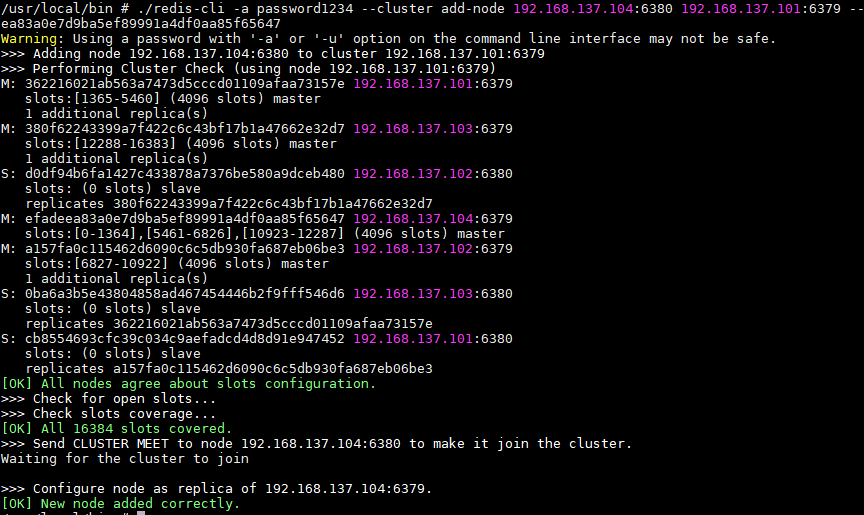 /usr/local/bin # ./redis-cli -a password1234 --cluster add-node 192.168.137.104:6380 192.168.137.101:6379 --
ea83a0e7d9ba5ef89991a4df0aa85f65647
Warning: Using a password with '-a' or '-u' option on the command line interface may not be safe.
>>> Adding node 192.168.137.104:6380 to cluster 192.168.137.101:6379
>>> Performing Cluster Check (using node 192.168.137.101:6379)
M: 362216021ab563a7473d5cccd01109afaa73157e 192.168.137.101:6379
   slots:[1365-5460] (4096 slots) master
   1 additional replica(s)
M: 380f62243399a7f422c6c43bf17b1a47662e32d7 192.168.137.103:6379
   slots:[12288-16383] (4096 slots) master
   1 additional replica(s)
S: d0df94b6fa1427c433878a7376be580a9dceb480 192.168.137.102:6380
   slots: (0 slots) slave
   replicates 380f62243399a7f422c6c43bf17b1a47662e32d7
M: efadeea83a0e7d9ba5ef89991a4df0aa85f65647 192.168.137.104:6379
   slots:[0-1364],[5461-6826],[10923-12287] (4096 slots) master
M: a157fa0c115462d6090c6c5db930fa687eb06be3 192.168.137.102:6379
   slots:[6827-10922] (4096 slots) master
   1 additional replica(s)
S: 0ba6a3b5e43804858ad467454446b2f9fff546d6 192.168.137.103:6380
   slots: (0 slots) slave
   replicates 362216021ab563a7473d5cccd01109afaa73157e
S: cb8554693cfc39c034c9aefadcd4d8d91e947452 192.168.137.101:6380
   slots: (0 slots) slave
   replicates a157fa0c115462d6090c6c5db930fa687eb06be3
[OK] All nodes agree about slots configuration.
>>> Check for open slots...
>>> Check slots coverage...
[OK] All 16384 slots covered.
>>> Send CLUSTER MEET to node 192.168.137.104:6380 to make it join the cluster.
Waiting for the cluster to join
>>> Configure node as replica of 192.168.137.104:6379.
[OK] New node added correctly.